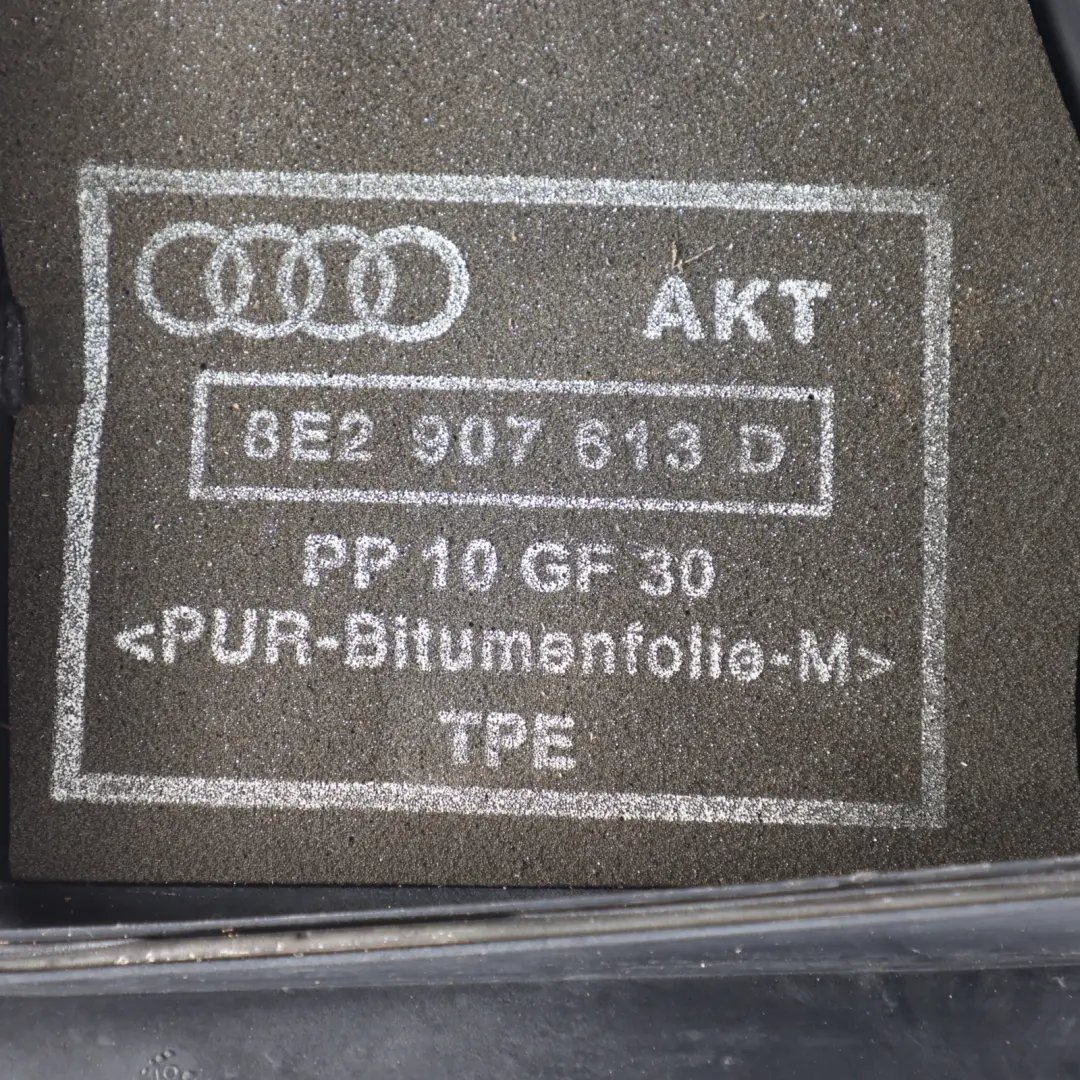 AKT
8E2 907 613 D
PP 10 GF 30
<PUR-Bitumenfolie-M>
TPE